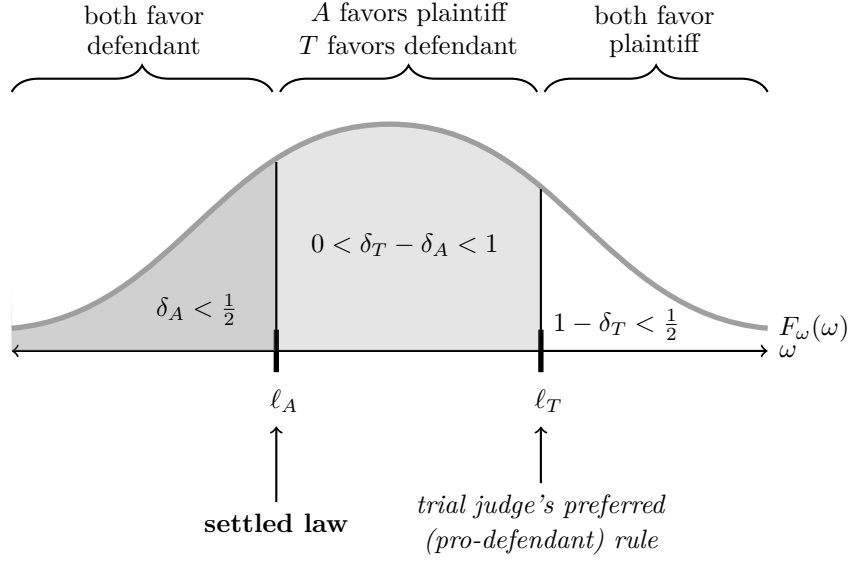 both favor
defendant
A favors plaintiff
T favors defendant
both favor
plaintiff
0 < δ_T − δ_A < 1
δ_A < 1/2
1 − δ_T < 1/2
F_ω(ω)
ω
ℓ_A
ℓ_T
settled law
trial judge's preferred
(pro-defendant) rule